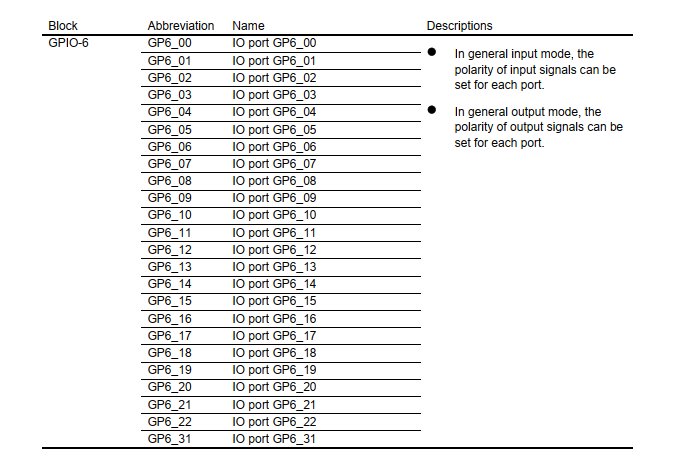 Block Abbreviation Name Descriptions
GPIO-6 GP6_00 IO port GP6_00
GP6_01 IO port GP6_01
GP6_02 IO port GP6_02
GP6_03 IO port GP6_03
GP6_04 IO port GP6_04
GP6_05 IO port GP6_05
GP6_06 IO port GP6_06
GP6_07 IO port GP6_07
GP6_08 IO port GP6_08
GP6_09 IO port GP6_09
GP6_10 IO port GP6_10
GP6_11 IO port GP6_11
GP6_12 IO port GP6_12
GP6_13 IO port GP6_13
GP6_14 IO port GP6_14
GP6_15 IO port GP6_15
GP6_16 IO port GP6_16
GP6_17 IO port GP6_17
GP6_18 IO port GP6_18
GP6_19 IO port GP6_19
GP6_20 IO port GP6_20
GP6_21 IO port GP6_21
GP6_22 IO port GP6_22
GP6_31 IO port GP6_31
● In general input mode, the
polarity of input signals can be
set for each port.
● In general output mode, the
polarity of output signals can be
set for each port.